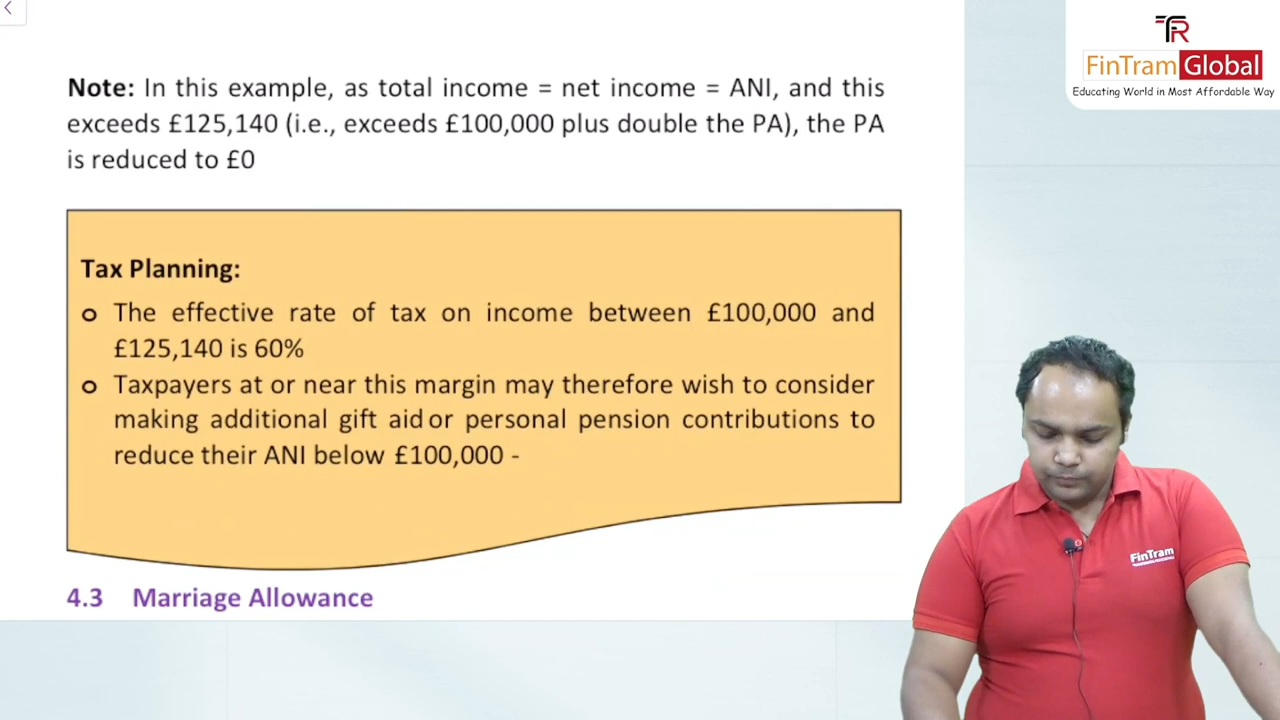 TR
FinTram Global
Educating World in Most Affordable Way
Note: In this example, as total income = net income = ANI, and this
exceeds £125,140 (i.e., exceeds £100,000 plus double the PA), the PA
is reduced to £0
Tax Planning:
o The effective rate of tax on income between £100,000 and
£125,140 is 60%
o Taxpayers at or near this margin may therefore wish to consider
making additional gift aid or personal pension contributions to
reduce their ANI below £100,000 -
4.3 Marriage Allowance
FinTram